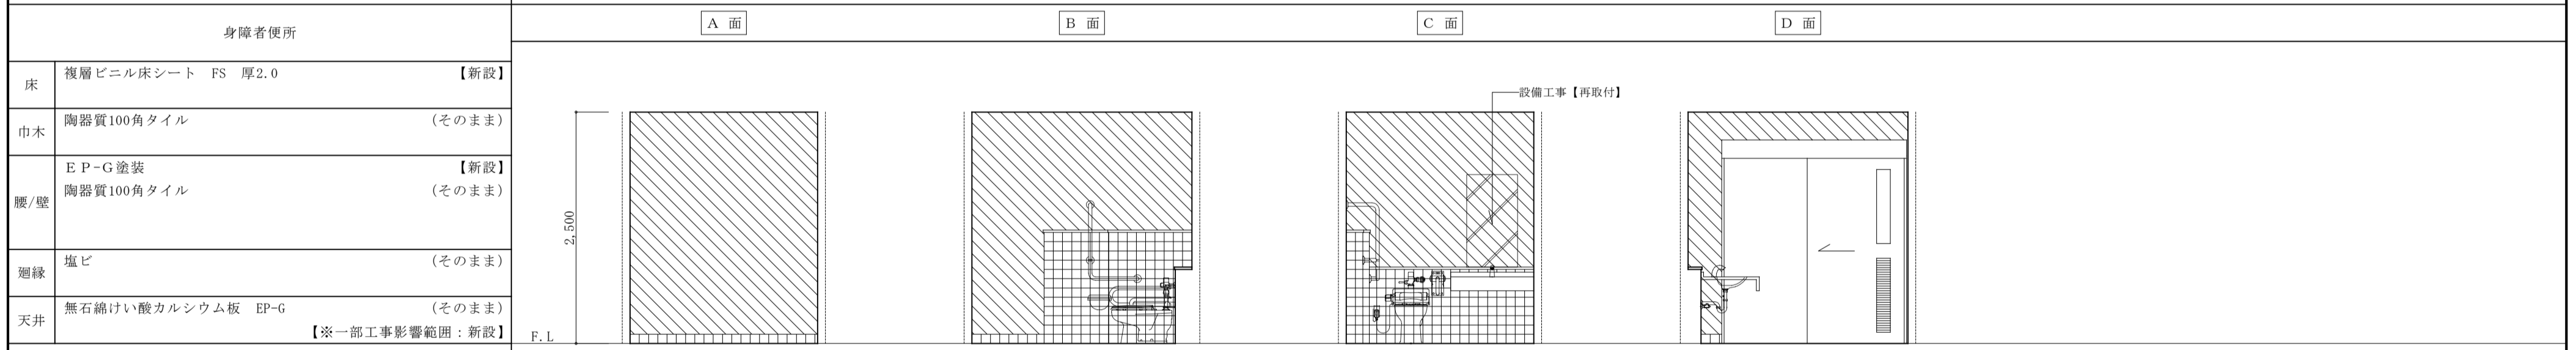 身障者便所
A 面
B 面
C 面
D 面
床
複層ビニル床シート　FS　厚2.0
【新設】
巾木
陶器質100角タイル
(そのまま)
腰/壁
ＥＰ-Ｇ塗装
【新設】
陶器質100角タイル
(そのまま)
廻縁
塩ビ
(そのまま)
天井
無石綿けい酸カルシウム板　EP-G
(そのまま)
【※一部工事影響範囲：新設】
2,500
F.L
設備工事【再取付】